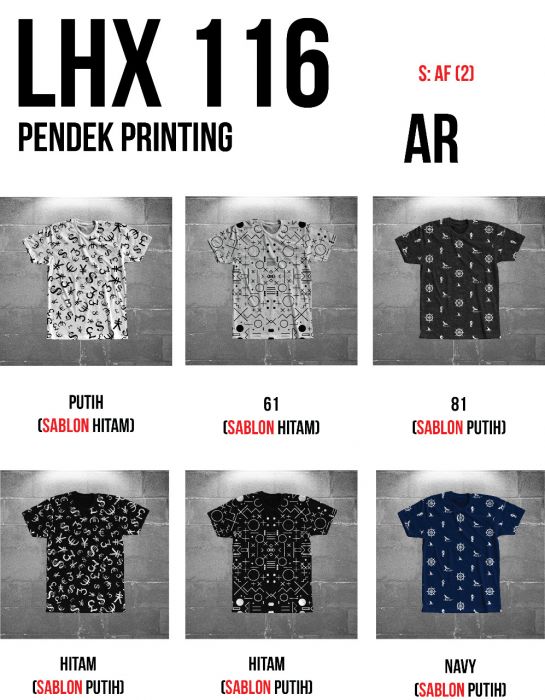 LHX 116
S: AF (2)
PENDEK PRINTING
AR
PUTIH
(SABLON HITAM)
61
(SABLON HITAM)
81
(SABLON PUTIH)
HITAM
(SABLON PUTIH)
HITAM
(SABLON PUTIH)
NAVY
(SABLON PUTIH)